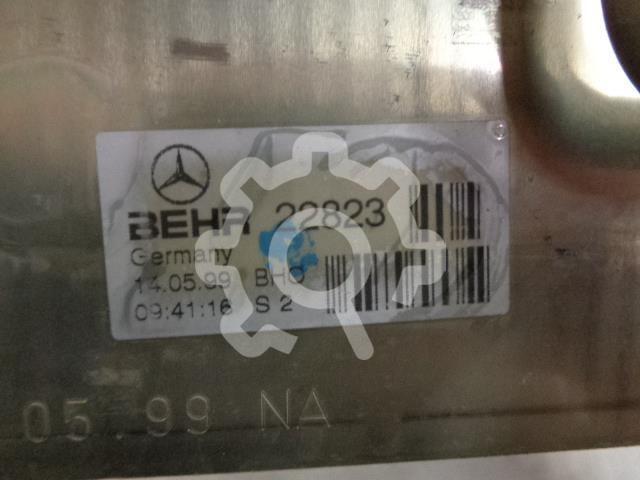 BEHR 22823
Germany
14.05.99 BHO
09:41:16 S 2
05.99 NA